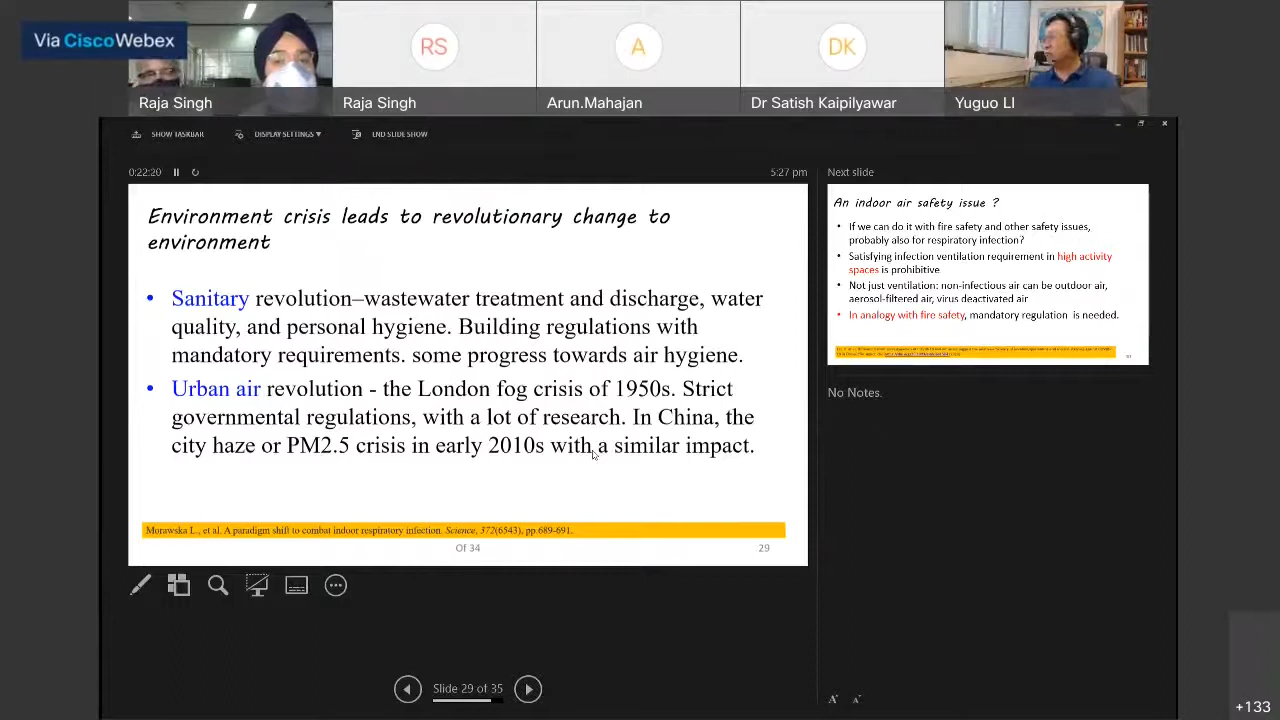 Via Cisco Webex
RS
A
DK
Raja Singh
Raja Singh
Arun.Mahajan
Dr Satish Kaipilyawar
Yuguo LI
SHOW TASKBAR
DISPLAY SETTINGS ▾
END SLIDE SHOW
0:22:20
5:27 pm
Environment crisis leads to revolutionary change to
environment
• Sanitary revolution–wastewater treatment and discharge, water
quality, and personal hygiene. Building regulations with
mandatory requirements. some progress towards air hygiene.
• Urban air revolution - the London fog crisis of 1950s. Strict
governmental regulations, with a lot of research. In China, the
city haze or PM2.5 crisis in early 2010s with a similar impact.
Morawska L., et al. A paradigm shift to combat indoor respiratory infection. Science, 372(6543), pp.689-691.
Of 34
29
Slide 29 of 35
Next slide
An indoor air safety issue ?
• If we can do it with fire safety and other safety issues,
probably also for respiratory infection?
• Satisfying infection ventilation requirement in high activity
spaces is prohibitive
• Not just ventilation: non-infectious air can be outdoor air,
aerosol-filtered air, virus deactivated air
• In analogy with fire safety, mandatory regulation is needed.
No Notes.
A A
+133